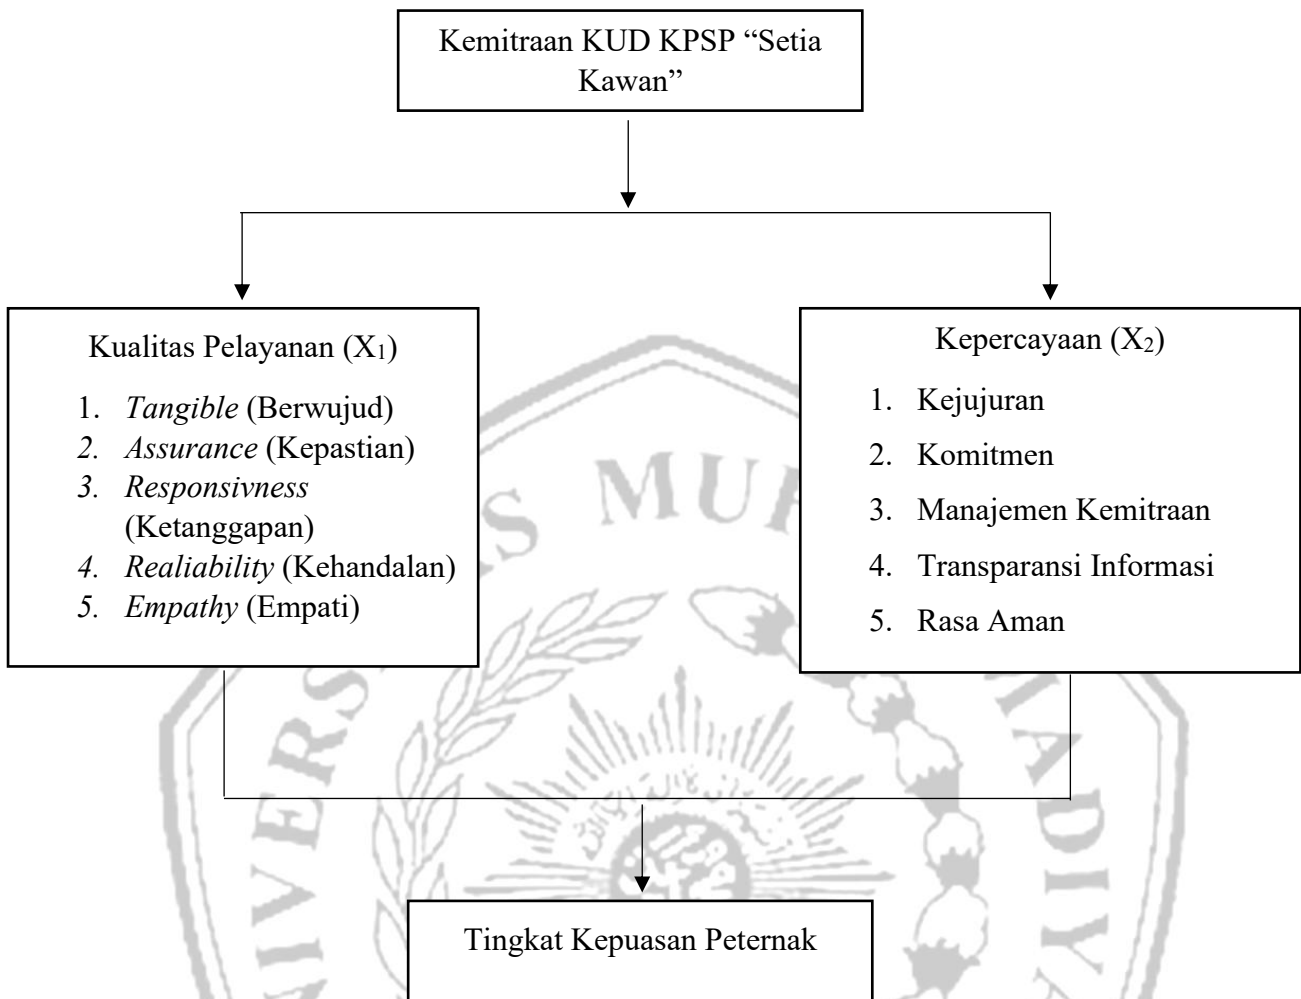 Kemitraan KUD KPSP “Setia
Kawan”
Kualitas Pelayanan (X₁)
1. Tangible (Berwujud)
2. Assurance (Kepastian)
3. Responsivness
(Ketanggapan)
4. Realiability (Kehandalan)
5. Empathy (Empati)
Kepercayaan (X₂)
1. Kejujuran
2. Komitmen
3. Manajemen Kemitraan
4. Transparansi Informasi
5. Rasa Aman
Tingkat Kepuasan Peternak